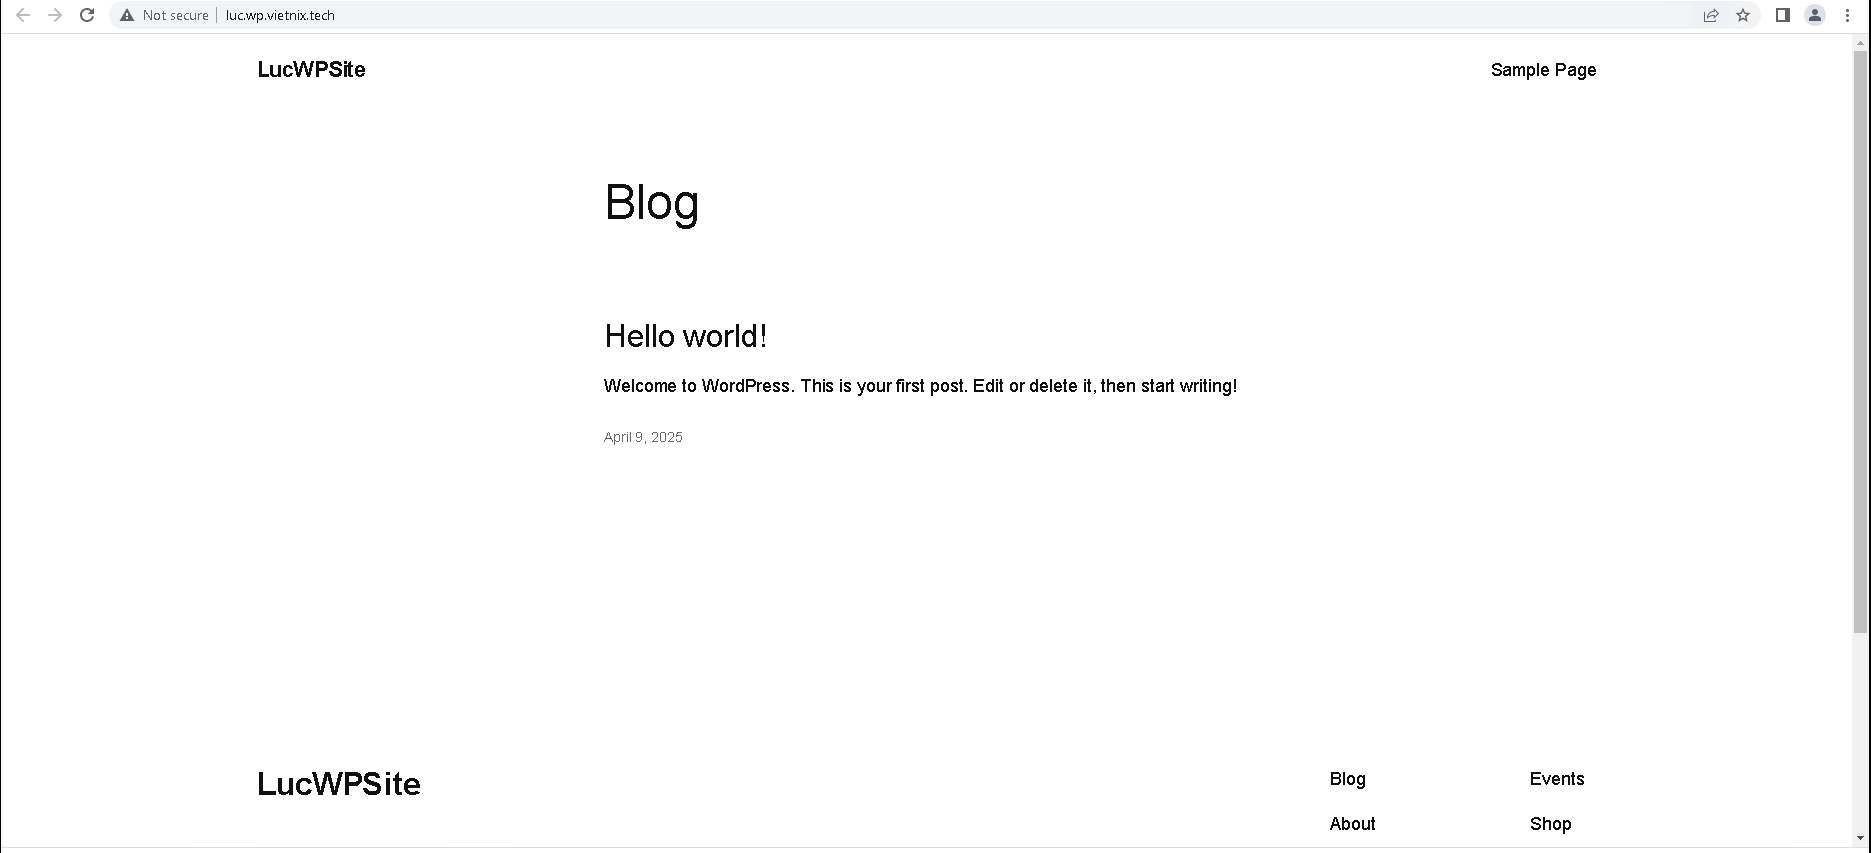 Not secure luc.wp.vietnix.tech
LucWPSite Sample Page
Blog
Hello world!
Welcome to WordPress. This is your first post. Edit or delete it, then start writing!
April 9, 2025
LucWPSite Blog Events
About Shop